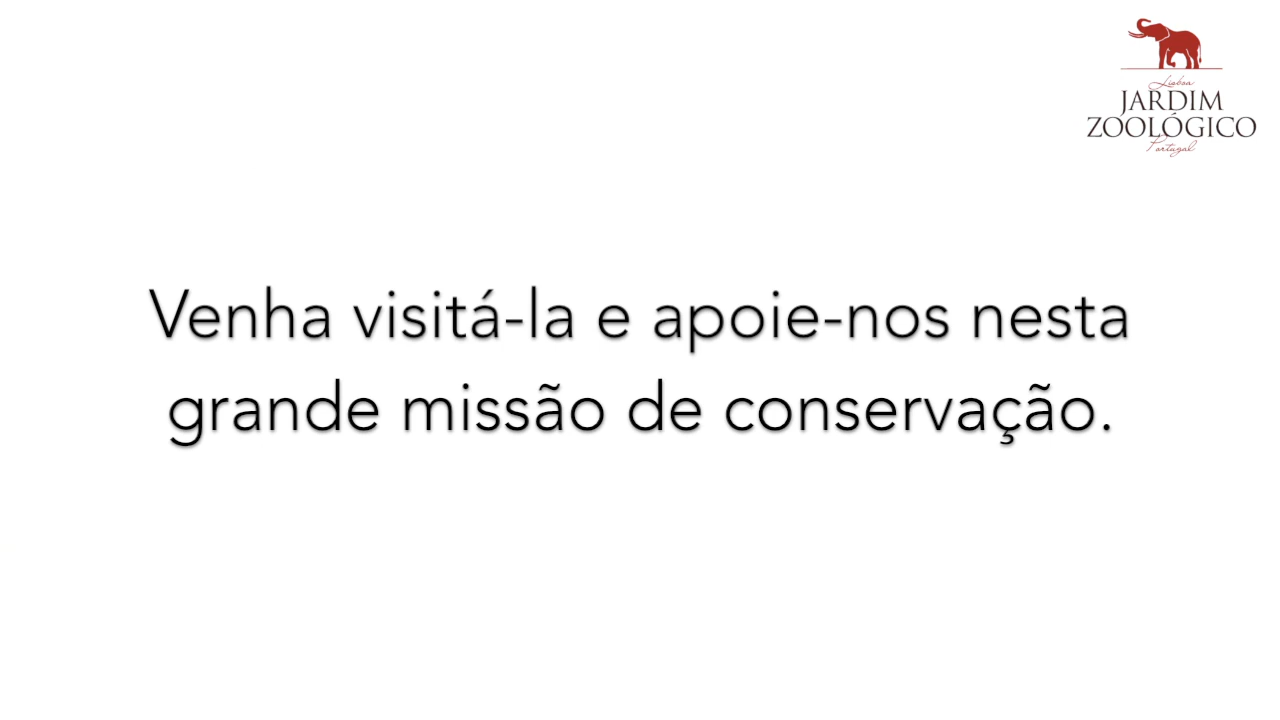 Lisboa
JARDIM
ZOOLÓGICO
Portugal
Venha visitá-la e apoie-nos nesta
grande missão de conservação.